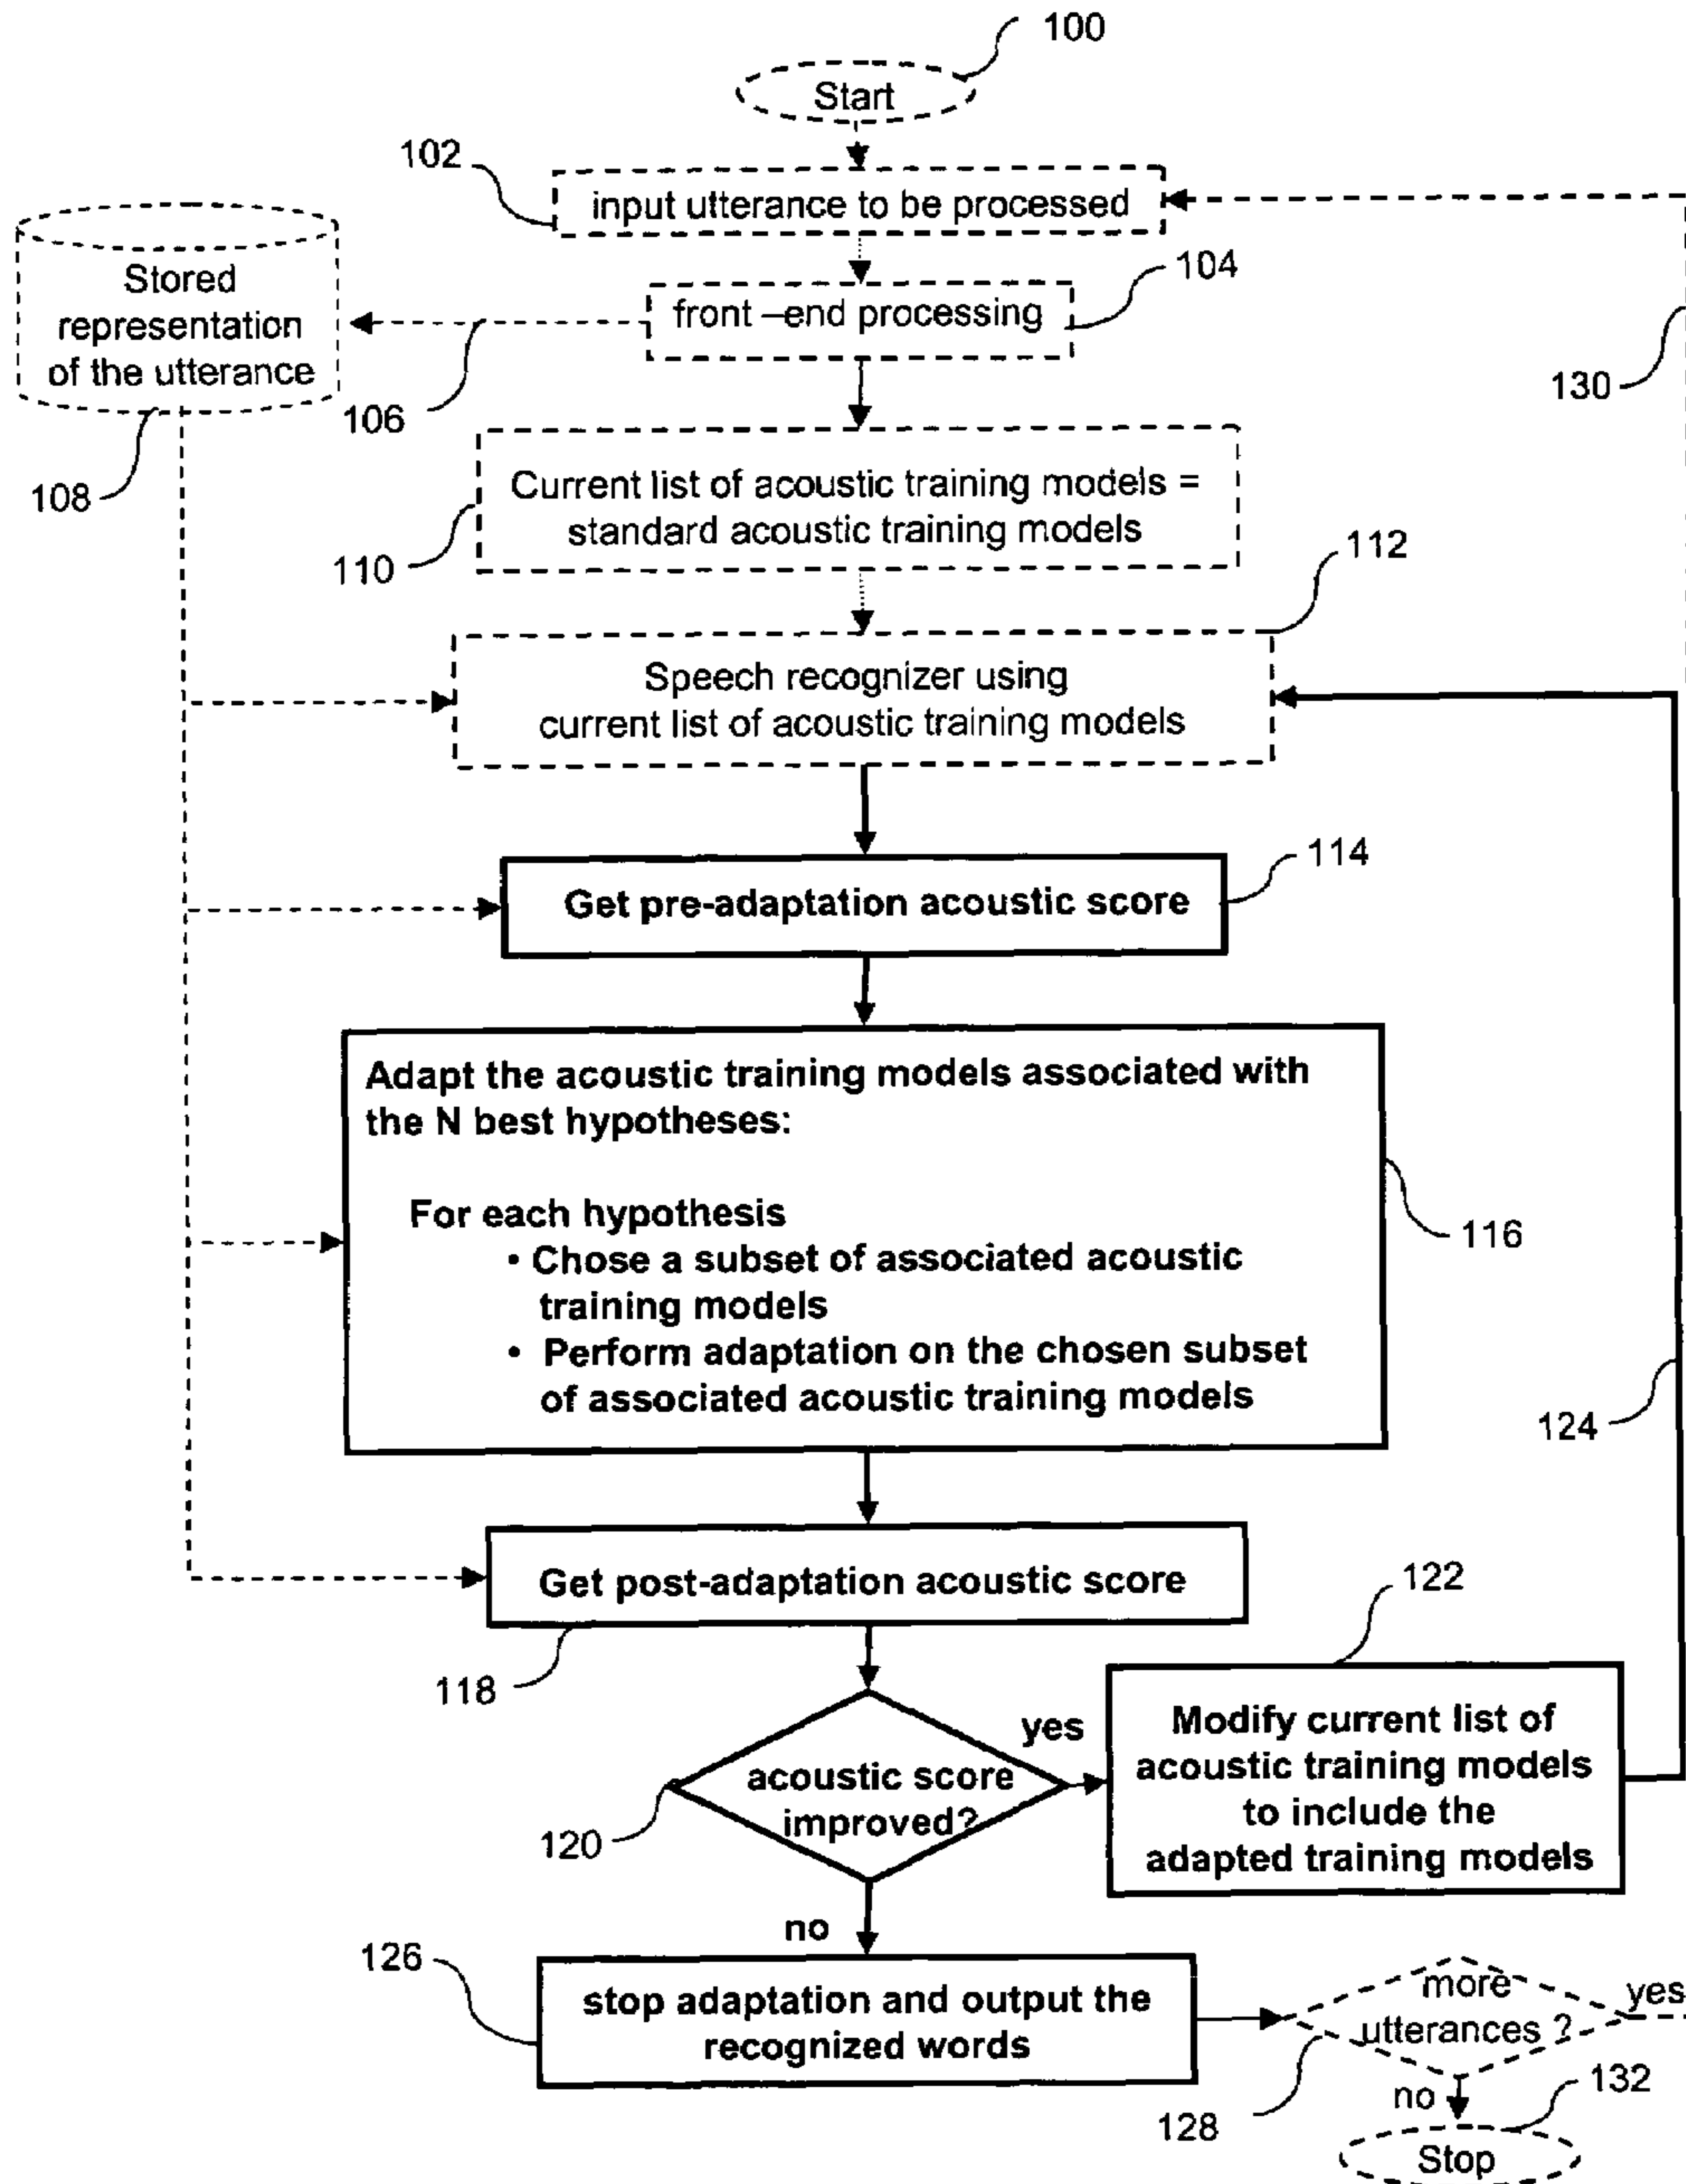 100
Start
102
input utterance to be processed
104
front –end processing
Stored
representation
of the utterance
106
108
130
Current list of acoustic training models =
standard acoustic training models
110
112
Speech recognizer using
current list of acoustic training models
114
Get pre-adaptation acoustic score
Adapt the acoustic training models associated with
the N best hypotheses:
For each hypothesis
• Chose a subset of associated acoustic
training models
• Perform adaptation on the chosen subset
of associated acoustic training models
116
124
Get post-adaptation acoustic score
118
122
yes
acoustic score
improved?
120
Modify current list of
acoustic training models
to include the
adapted training models
no
126
stop adaptation and output the
recognized words
more
utterances ?
yes
128
no
132
Stop